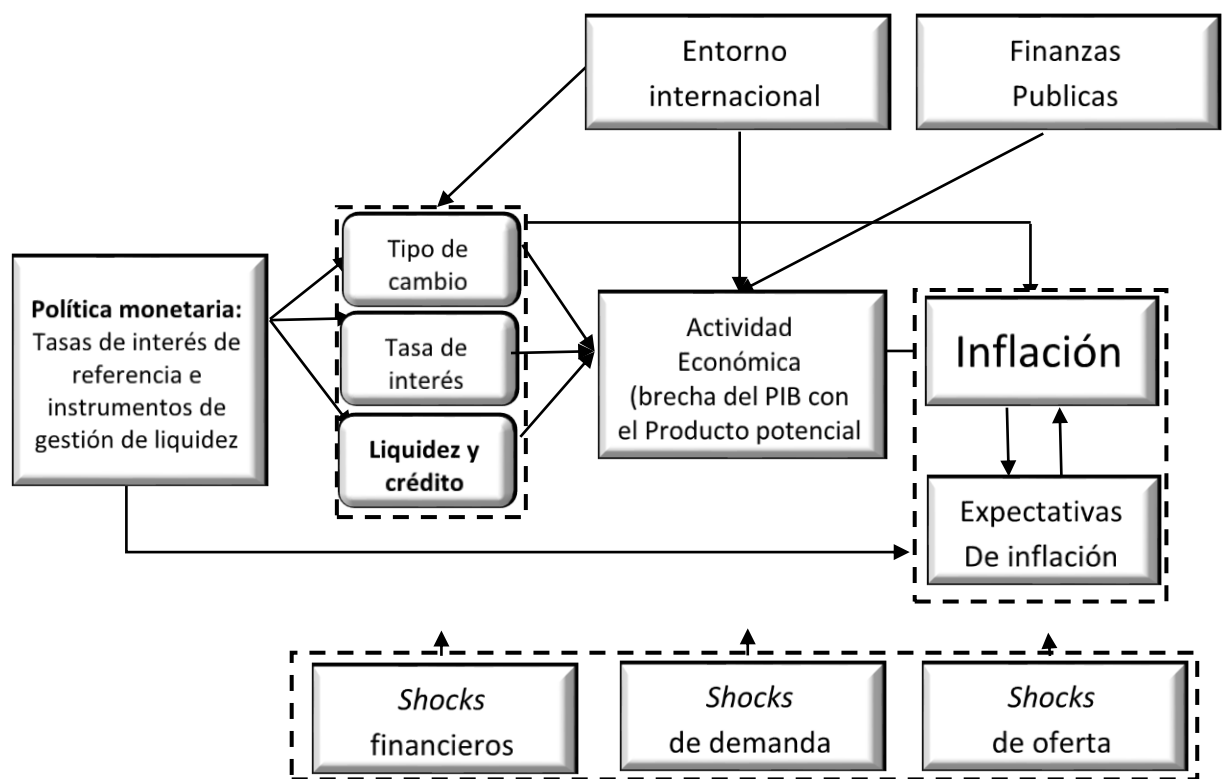 Entorno
internacional
Finanzas
Publicas
Política monetaria:
Tasas de interés de
referencia e
instrumentos de
gestión de liquidez
Tipo de
cambio
Tasa de
interés
Liquidez y
crédito
Actividad
Económica
(brecha del PIB con
el Producto potencial
Inflación
Expectativas
De inflación
Shocks
financieros
Shocks
de demanda
Shocks
de oferta